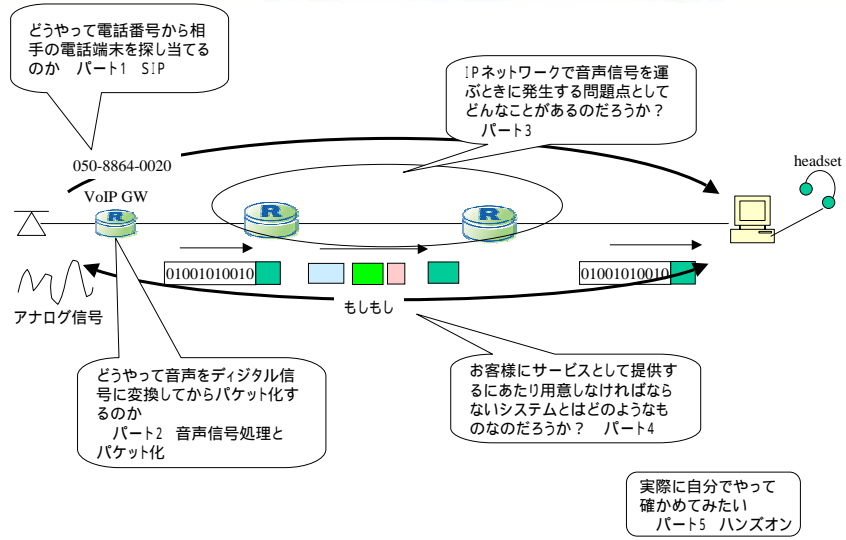 どうやって電話番号から相
手の電話端末を探し当てる
のか　パート1　SIP
IPネットワークで音声信号を運
ぶときに発生する問題点として
どんなことがあるのだろうか？
パート3
050-8864-0020
headset
VoIP GW
R
R
R
01001010010
01001010010
もしもし
アナログ信号
どうやって音声をディジタル信
号に変換してからパケット化す
るのか
パート2　音声信号処理と
パケット化
お客様にサービスとして提供す
るにあたり用意しなければなら
ないシステムとはどのようなも
のなのだろうか？　パート4
実際に自分でやって
確かめてみたい
パート5　ハンズオン